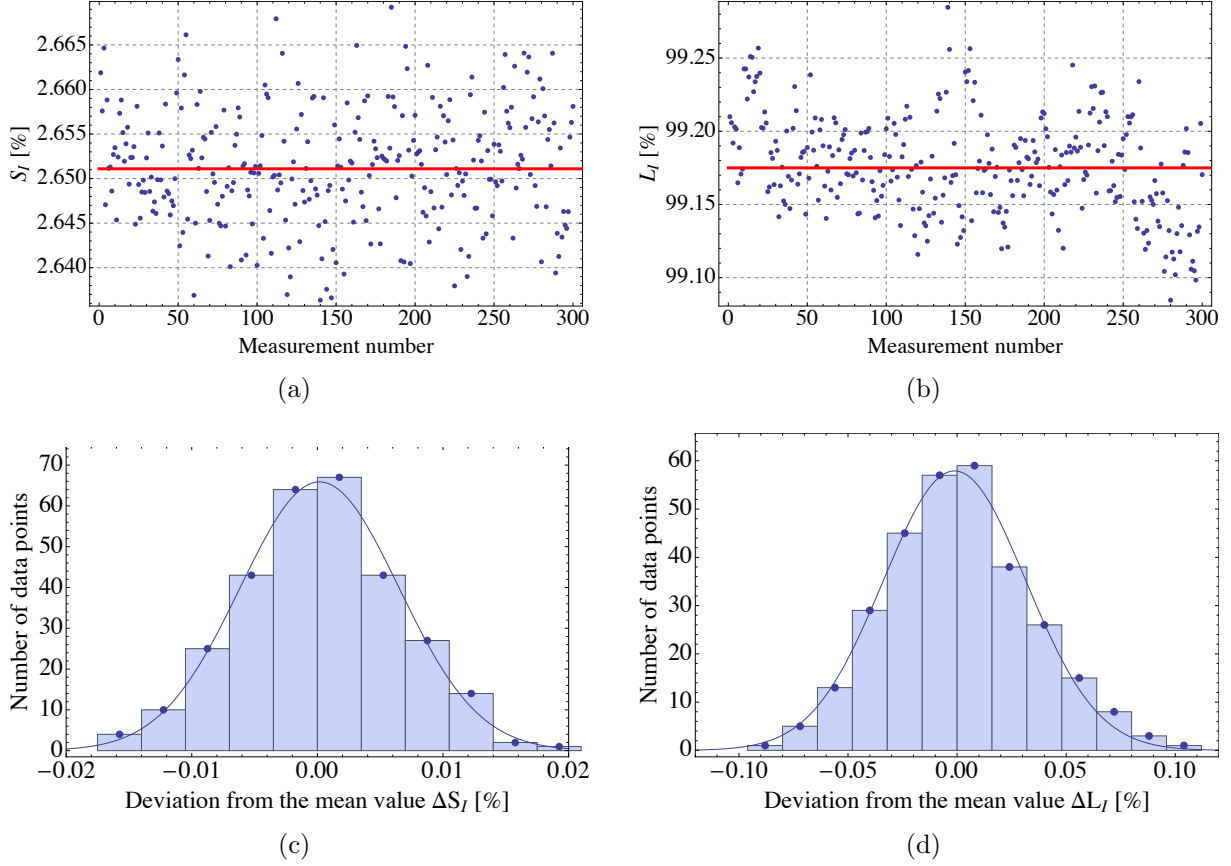 2.665
2.660
2.655
2.650
2.645
2.640
S_I [%]
0 50 100 150 200 250 300
Measurement number
(a)
99.25
99.20
99.15
99.10
L_I [%]
0 50 100 150 200 250 300
Measurement number
(b)
70
60
50
40
30
20
10
0
Number of data points
−0.02 −0.01 0.00 0.01 0.02
Deviation from the mean value ΔS_I [%]
(c)
60
50
40
30
20
10
0
Number of data points
−0.10 −0.05 0.00 0.05 0.10
Deviation from the mean value ΔL_I [%]
(d)